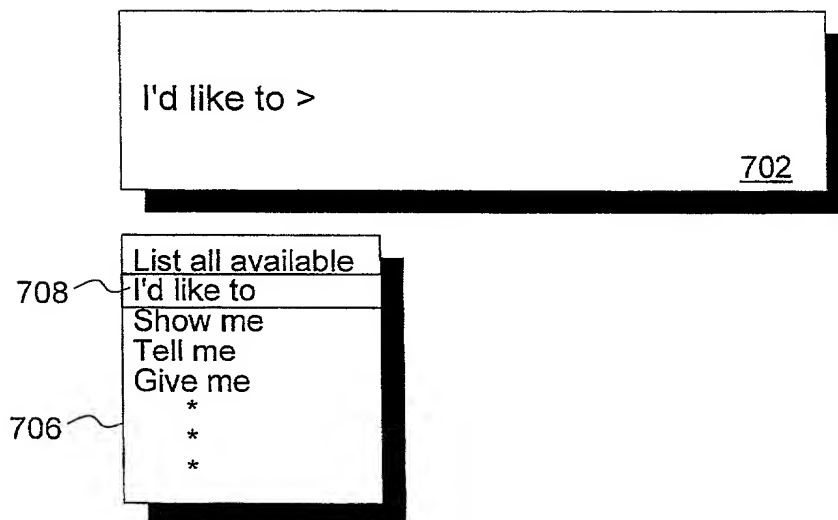 I'd like to >
702
List all available
708
I'd like to
Show me
Tell me
Give me
*
706
*
*